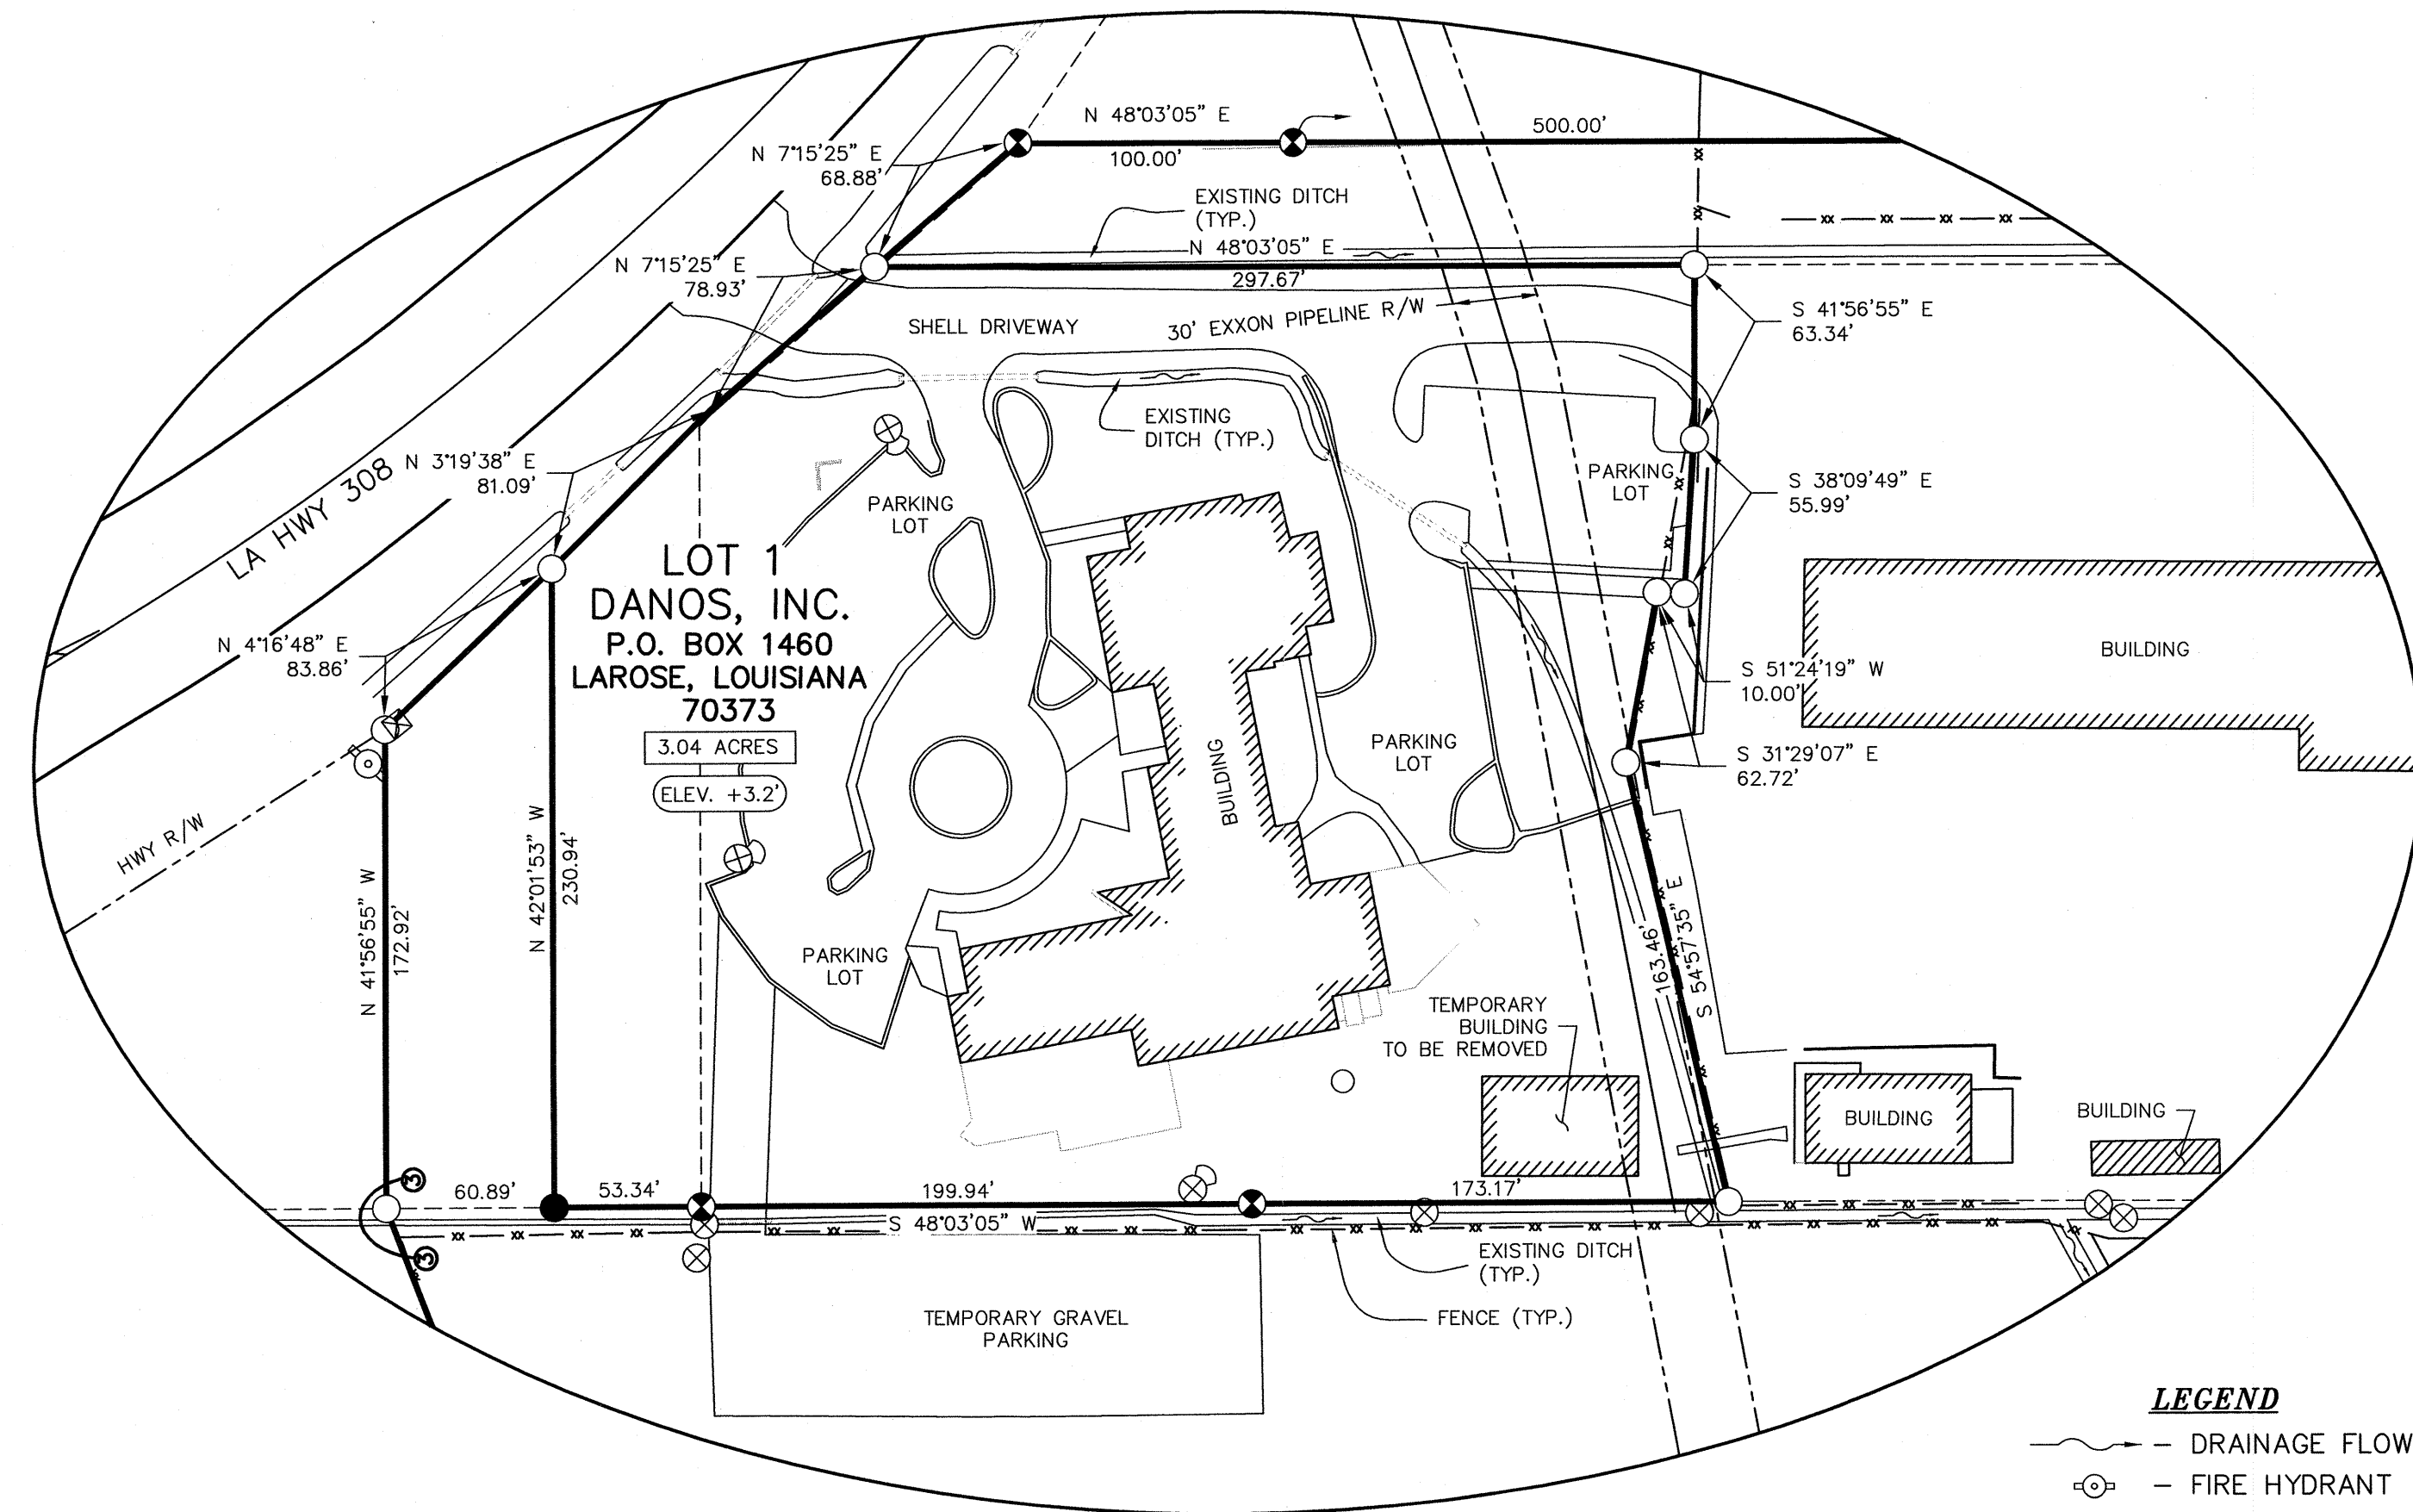 N 48°03'05" E
100.00'
500.00'
N 7°15'25" E
68.88'
EXISTING DITCH
(TYP.)
N 48°03'05" E
297.67'
N 7°15'25" E
78.93'
SHELL DRIVEWAY
30' EXXON PIPELINE R/W
S 41°56'55" E
63.34'
EXISTING
DITCH (TYP.)
LA HWY 308
N 3°19'38" E
81.09'
PARKING
LOT
PARKING
LOT
S 38°09'49" E
55.99'
LOT 1
DANOS, INC.
P.O. BOX 1460
LAROSE, LOUISIANA
70373
3.04 ACRES
ELEV. +3.2'
N 4°16'48" E
83.86'
BUILDING
S 51°24'19" W
10.00'
BUILDING
PARKING
LOT
S 31°29'07" E
62.72'
HWY R/W
N 41°56'55" W
172.92'
N 42°01'53" W
230.94'
PARKING
LOT
163.46'
S 54°57'35" E
TEMPORARY
BUILDING
TO BE REMOVED
BUILDING
BUILDING
3
60.89'
53.34'
199.94'
173.17'
S 48°03'05" W
3
EXISTING DITCH
(TYP.)
FENCE (TYP.)
TEMPORARY GRAVEL
PARKING
LEGEND
– DRAINAGE FLOW
– FIRE HYDRANT